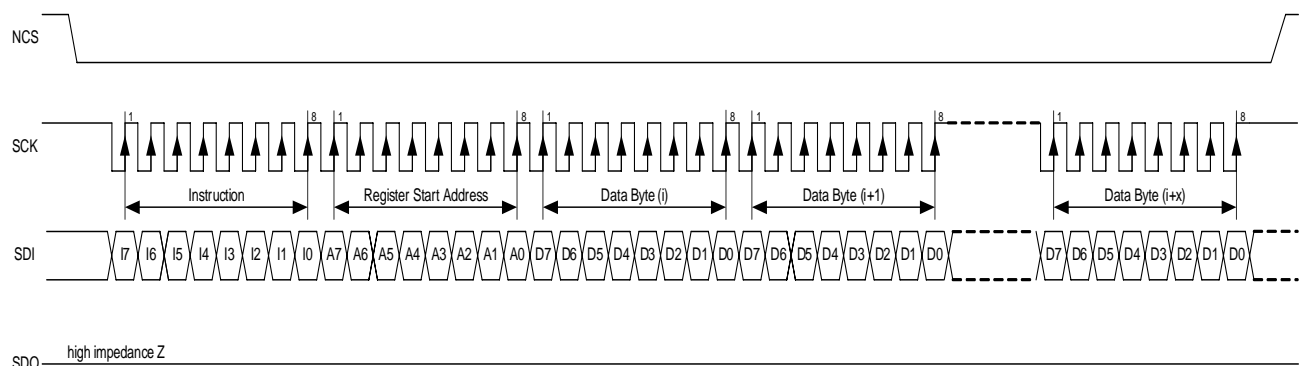 NCS
1 8 1 8 1 8 1 8 1 8
SCK
Instruction Register Start Address Data Byte (i) Data Byte (i+1) Data Byte (i+x)
SDI I7 I6 I5 I4 I3 I2 I1 I0 A7 A6 A5 A4 A3 A2 A1 A0 D7 D6 D5 D4 D3 D2 D1 D0 D7 D6 D5 D4 D3 D2 D1 D0 D7 D6 D5 D4 D3 D2 D1 D0
high impedance Z
SDO